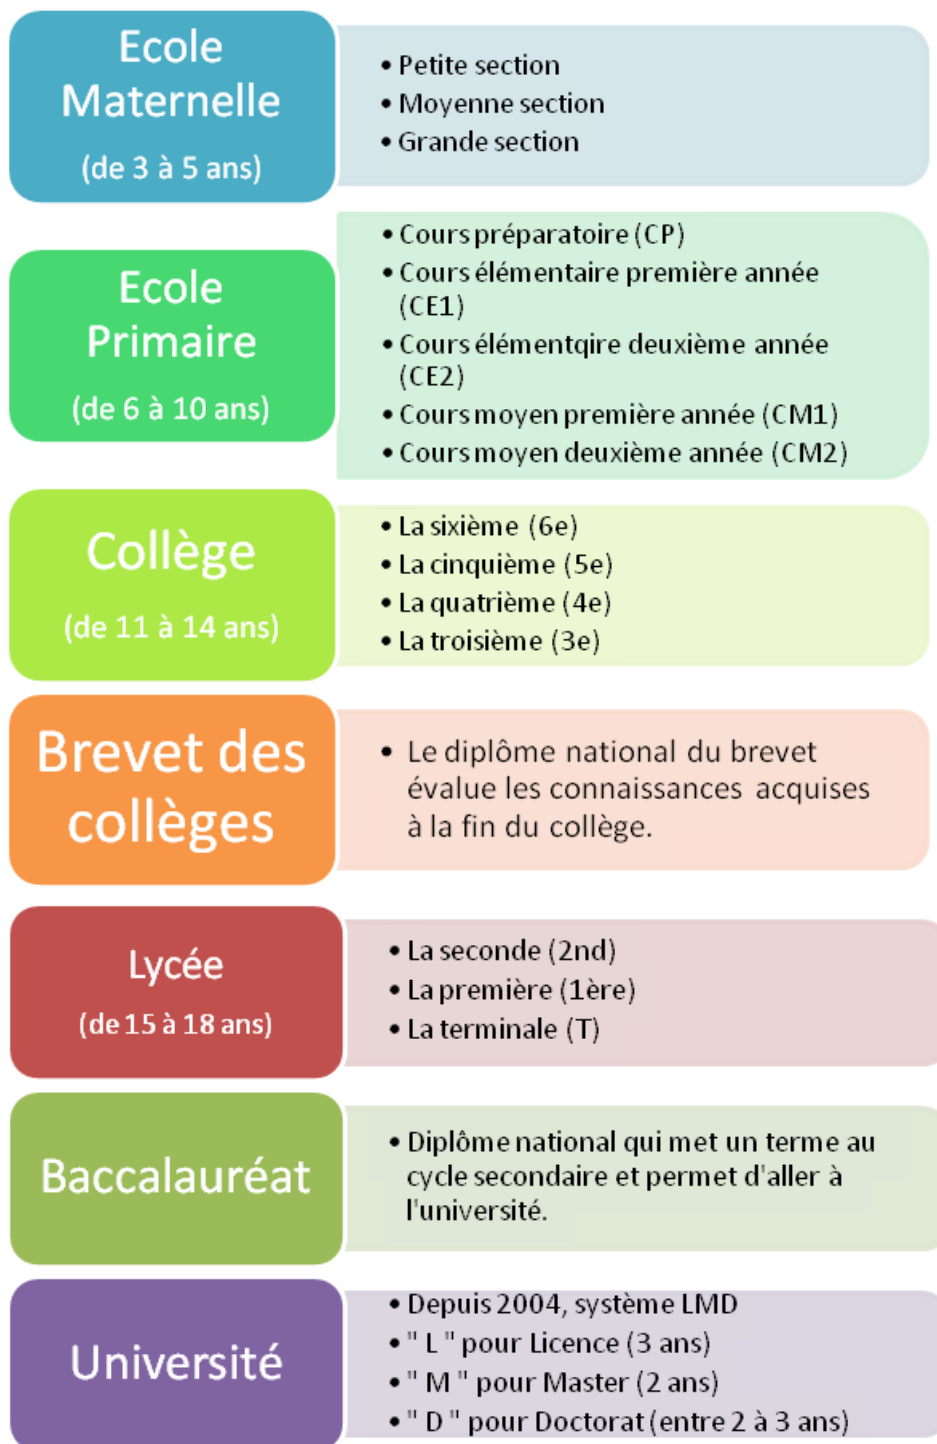 Ecole
Maternelle
(de 3 à 5 ans)
• Petite section
• Moyenne section
• Grande section
Ecole
Primaire
(de 6 à 10 ans)
• Cours préparatoire (CP)
• Cours élémentaire première année
(CE1)
• Cours élémentqire deuxième année
(CE2)
• Cours moyen première année (CM1)
• Cours moyen deuxième année (CM2)
Collège
(de 11 à 14 ans)
• La sixième (6e)
• La cinquième (5e)
• La quatrième (4e)
• La troisième (3e)
Brevet des
collèges
• Le diplôme national du brevet
évalue les connaissances acquises
à la fin du collège.
Lycée
(de 15 à 18 ans)
• La seconde (2nd)
• La première (1ère)
• La terminale (T)
Baccalauréat
• Diplôme national qui met un terme au
cycle secondaire et permet d'aller à
l'université.
Université
• Depuis 2004, système LMD
• " L " pour Licence (3 ans)
• " M " pour Master (2 ans)
• " D " pour Doctorat (entre 2 à 3 ans)